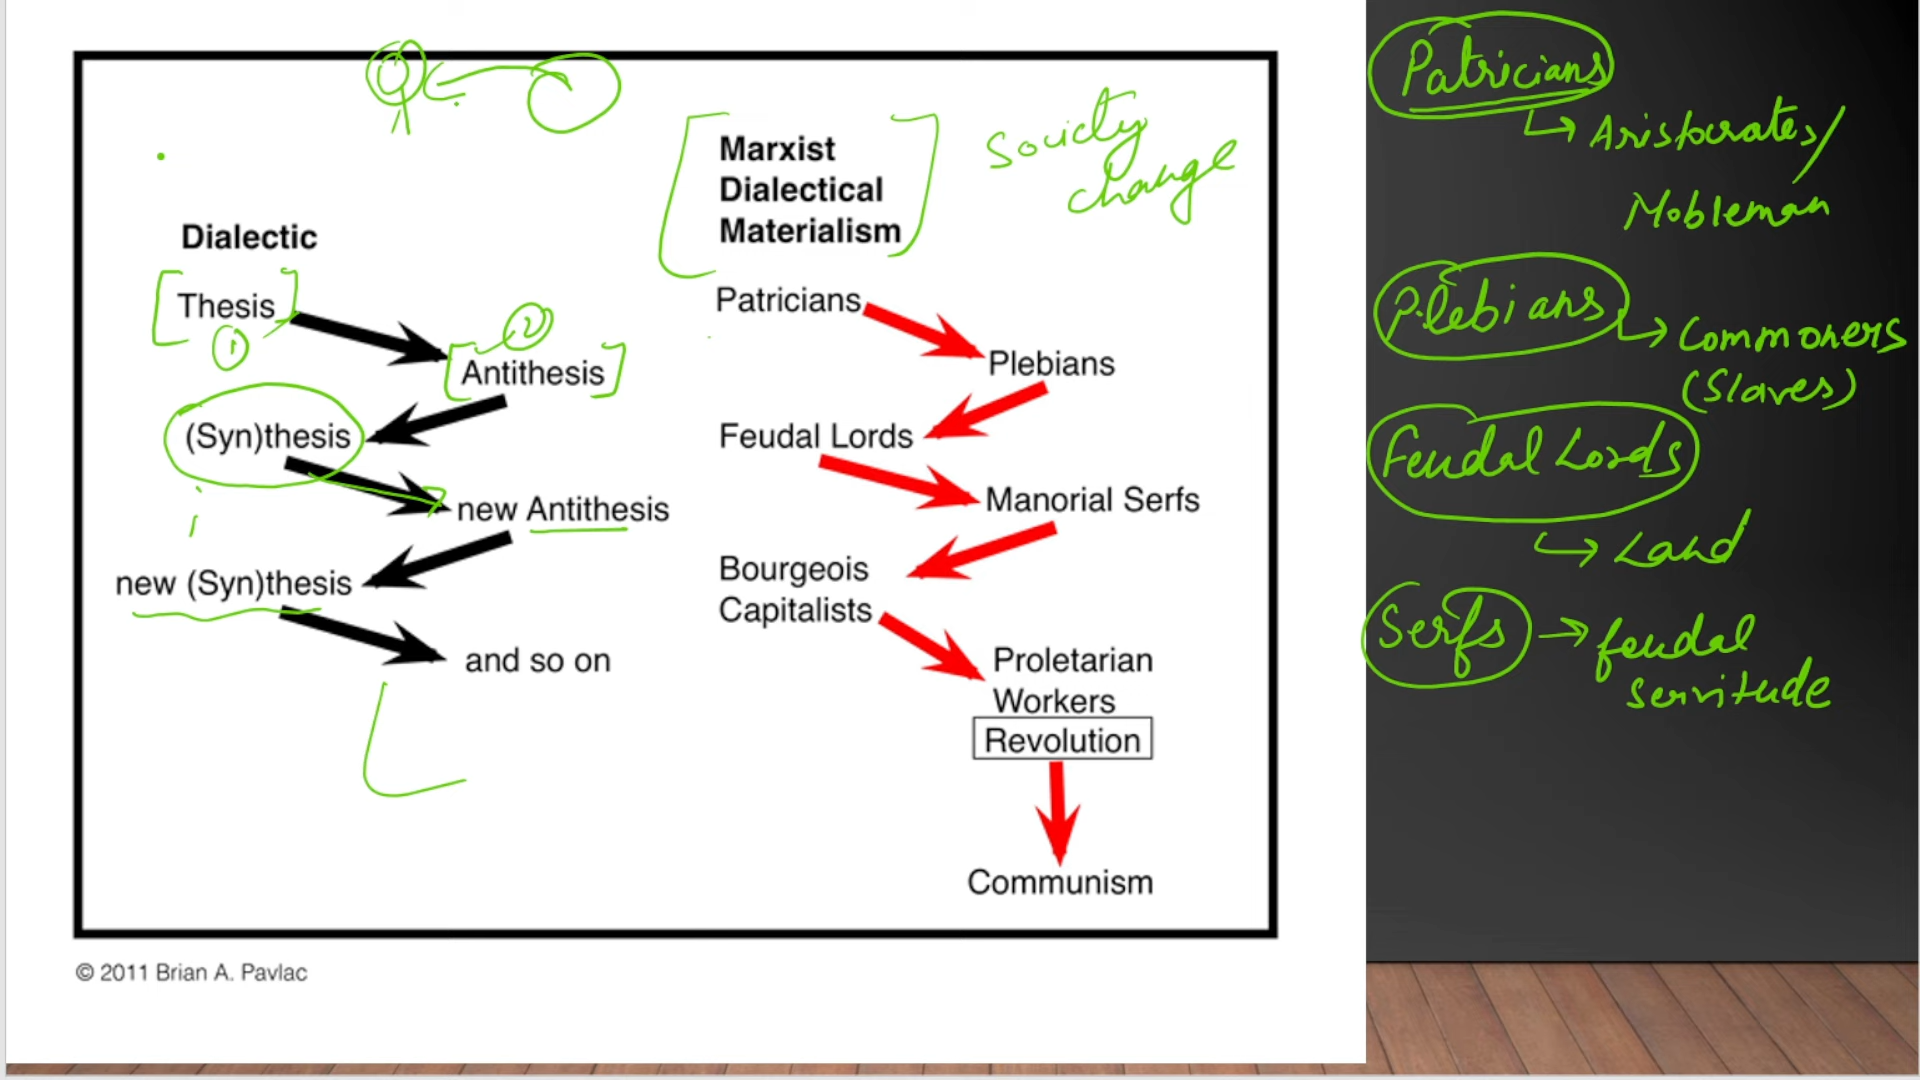 Dialectic
Thesis
1
2
Antithesis
(Syn)thesis
new Antithesis
new (Syn)thesis
and so on
Marxist
Dialectical
Materialism
Society
change
Patricians
Plebians
Feudal Lords
Manorial Serfs
Bourgeois
Capitalists
Proletarian
Workers
Revolution
Communism
© 2011 Brian A. Pavlac
Patricians
Aristocrates/
Nobleman
Plebians
Commoners
(Slaves)
Feudal Lords
Land
Serfs → feudal
servitude